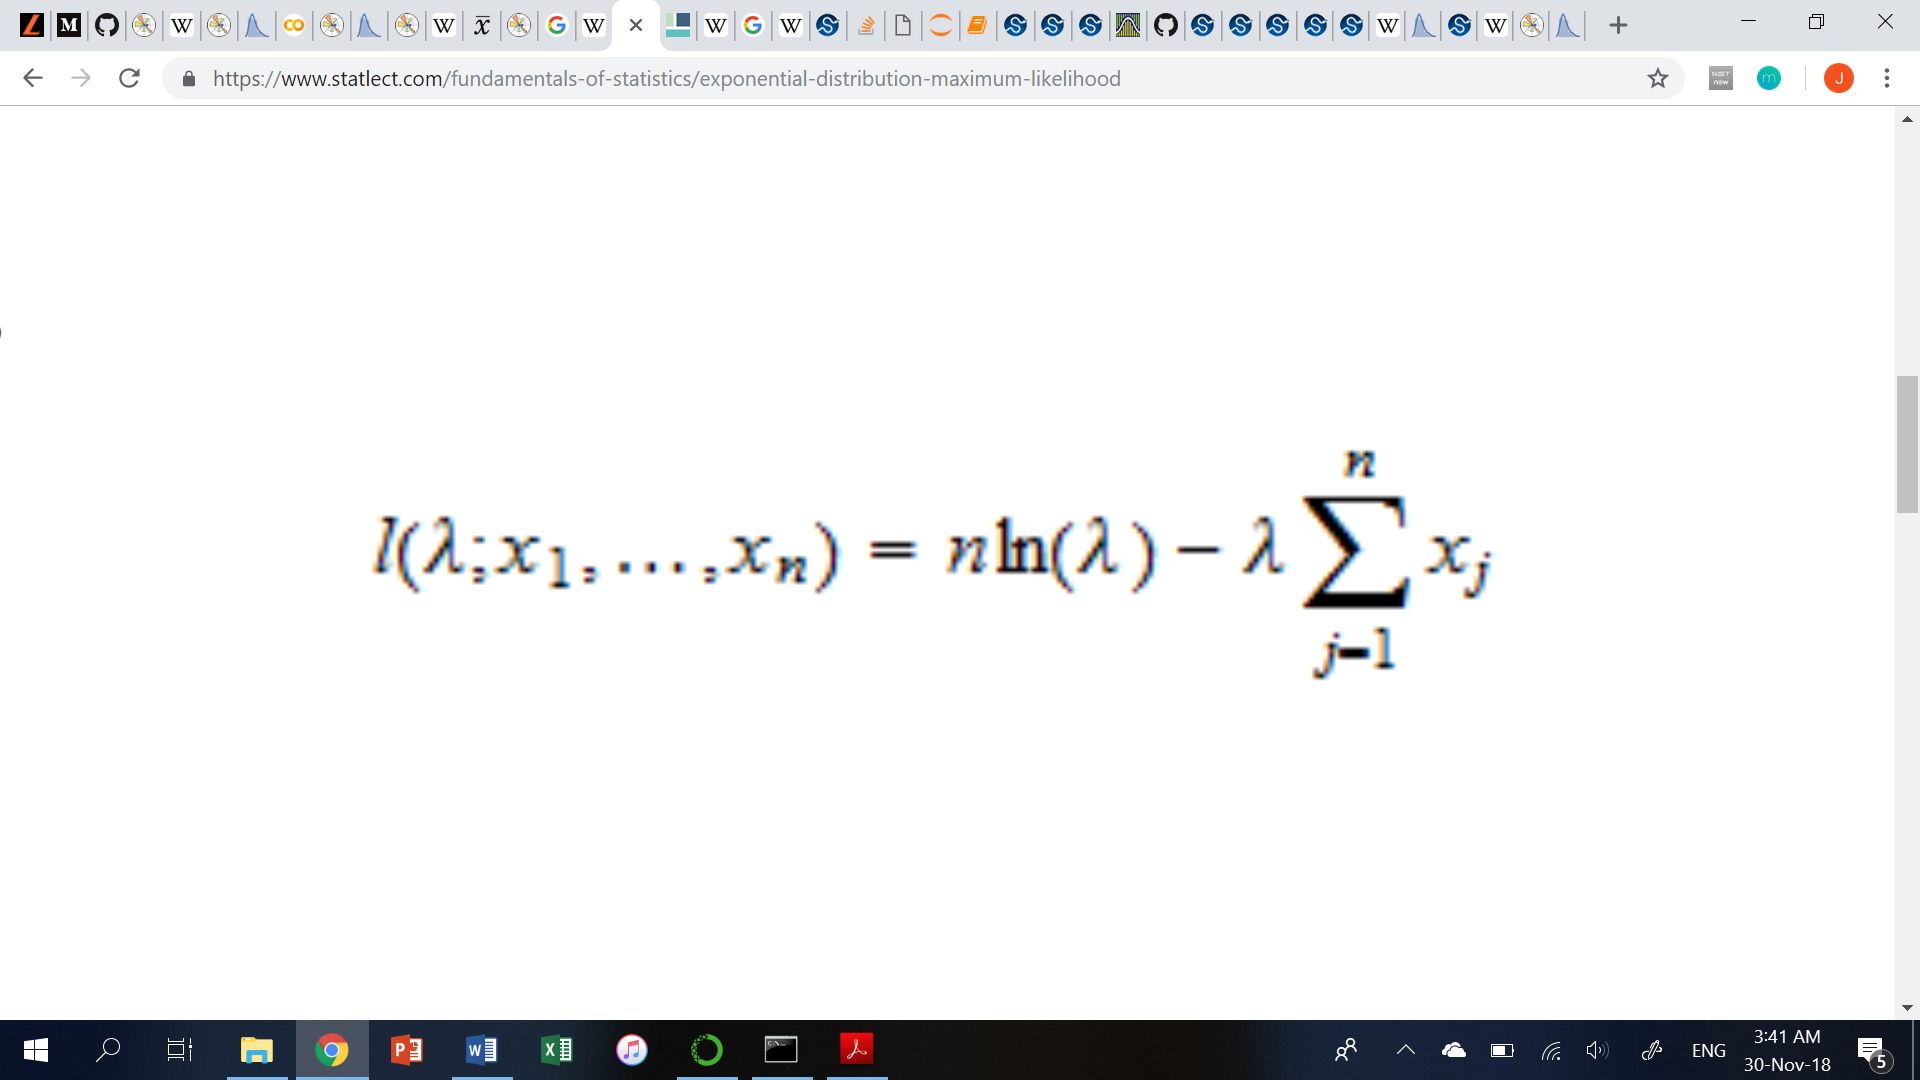 https://www.statlect.com/fundamentals-of-statistics/exponential-distribution-maximum-likelihood
J
l(λ;x₁,…,xₙ) = n ln(λ) − λ ∑ⱼ₌₁ⁿ xⱼ
ENG
3:41 AM
30-Nov-18
5